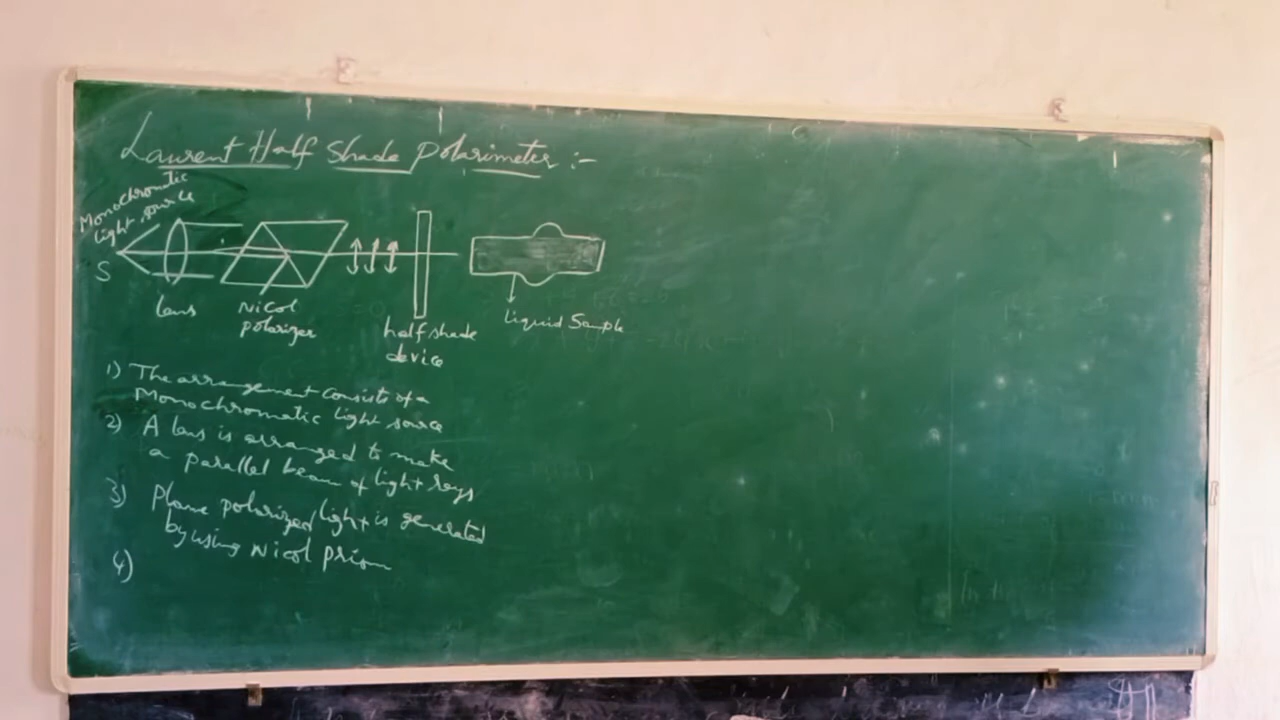 Laurent Half Shade Polarimeter :-
Monochromatic
light source
S
lens
Nicol
polarizer
half shade
device
Liquid Sample
1) The arrangement consists of a
Monochromatic light source
2) A lens is arranged to make
a parallel beam of light rays
3) Plane polarized light is generated
by using Nicol Prism
4)